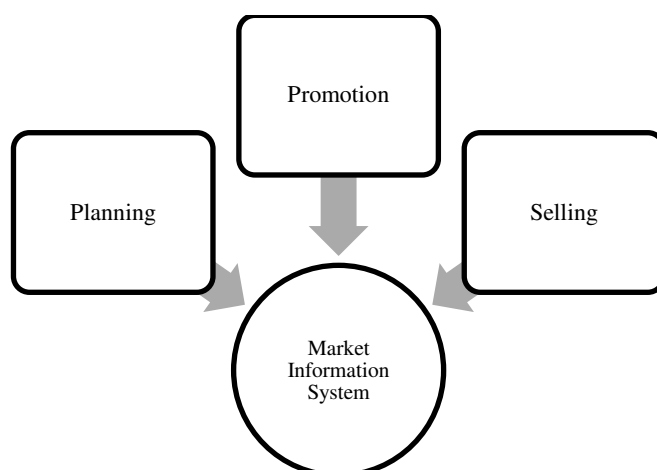 Promotion
Planning
Selling
Market
Information
System